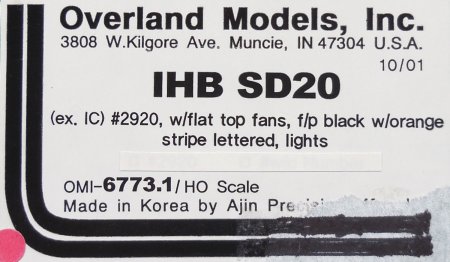 Overland Models, Inc.
3808 W.Kilgore Ave. Muncie, IN 47304 U.S.A.
10/01
IHB SD20
(ex. IC) #2920, w/flat top fans, f/p black w/orange
stripe lettered, lights
OMI-6773.1/HO Scale
Made in Korea by Ajin